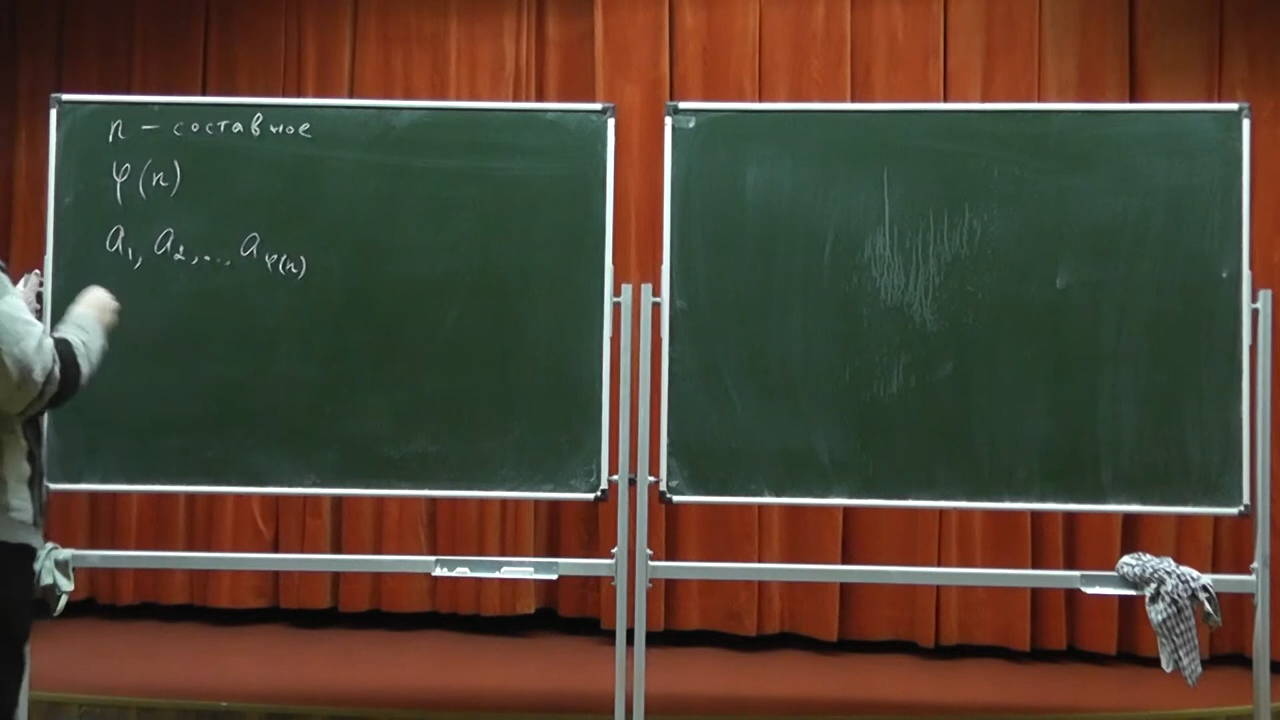 n – составное
φ(n)
a₁, a₂, ... a_φ(n)